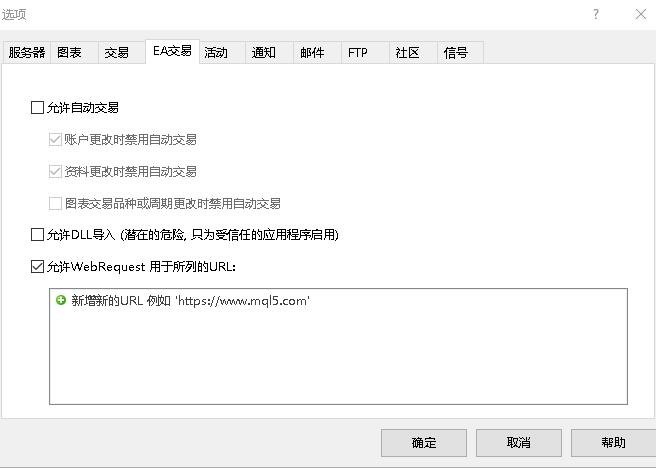 选项
服务器 图表 交易 EA交易 活动 通知 邮件 FTP 社区 信号
允许自动交易
账户更改时禁用自动交易
资料更改时禁用自动交易
图表交易品种或周期更改时禁用自动交易
允许DLL导入 (潜在的危险, 只为受信任的应用程序启用)
允许WebRequest 用于所列的URL:
新增新的URL 例如 'https://www.mql5.com'
确定 取消 帮助